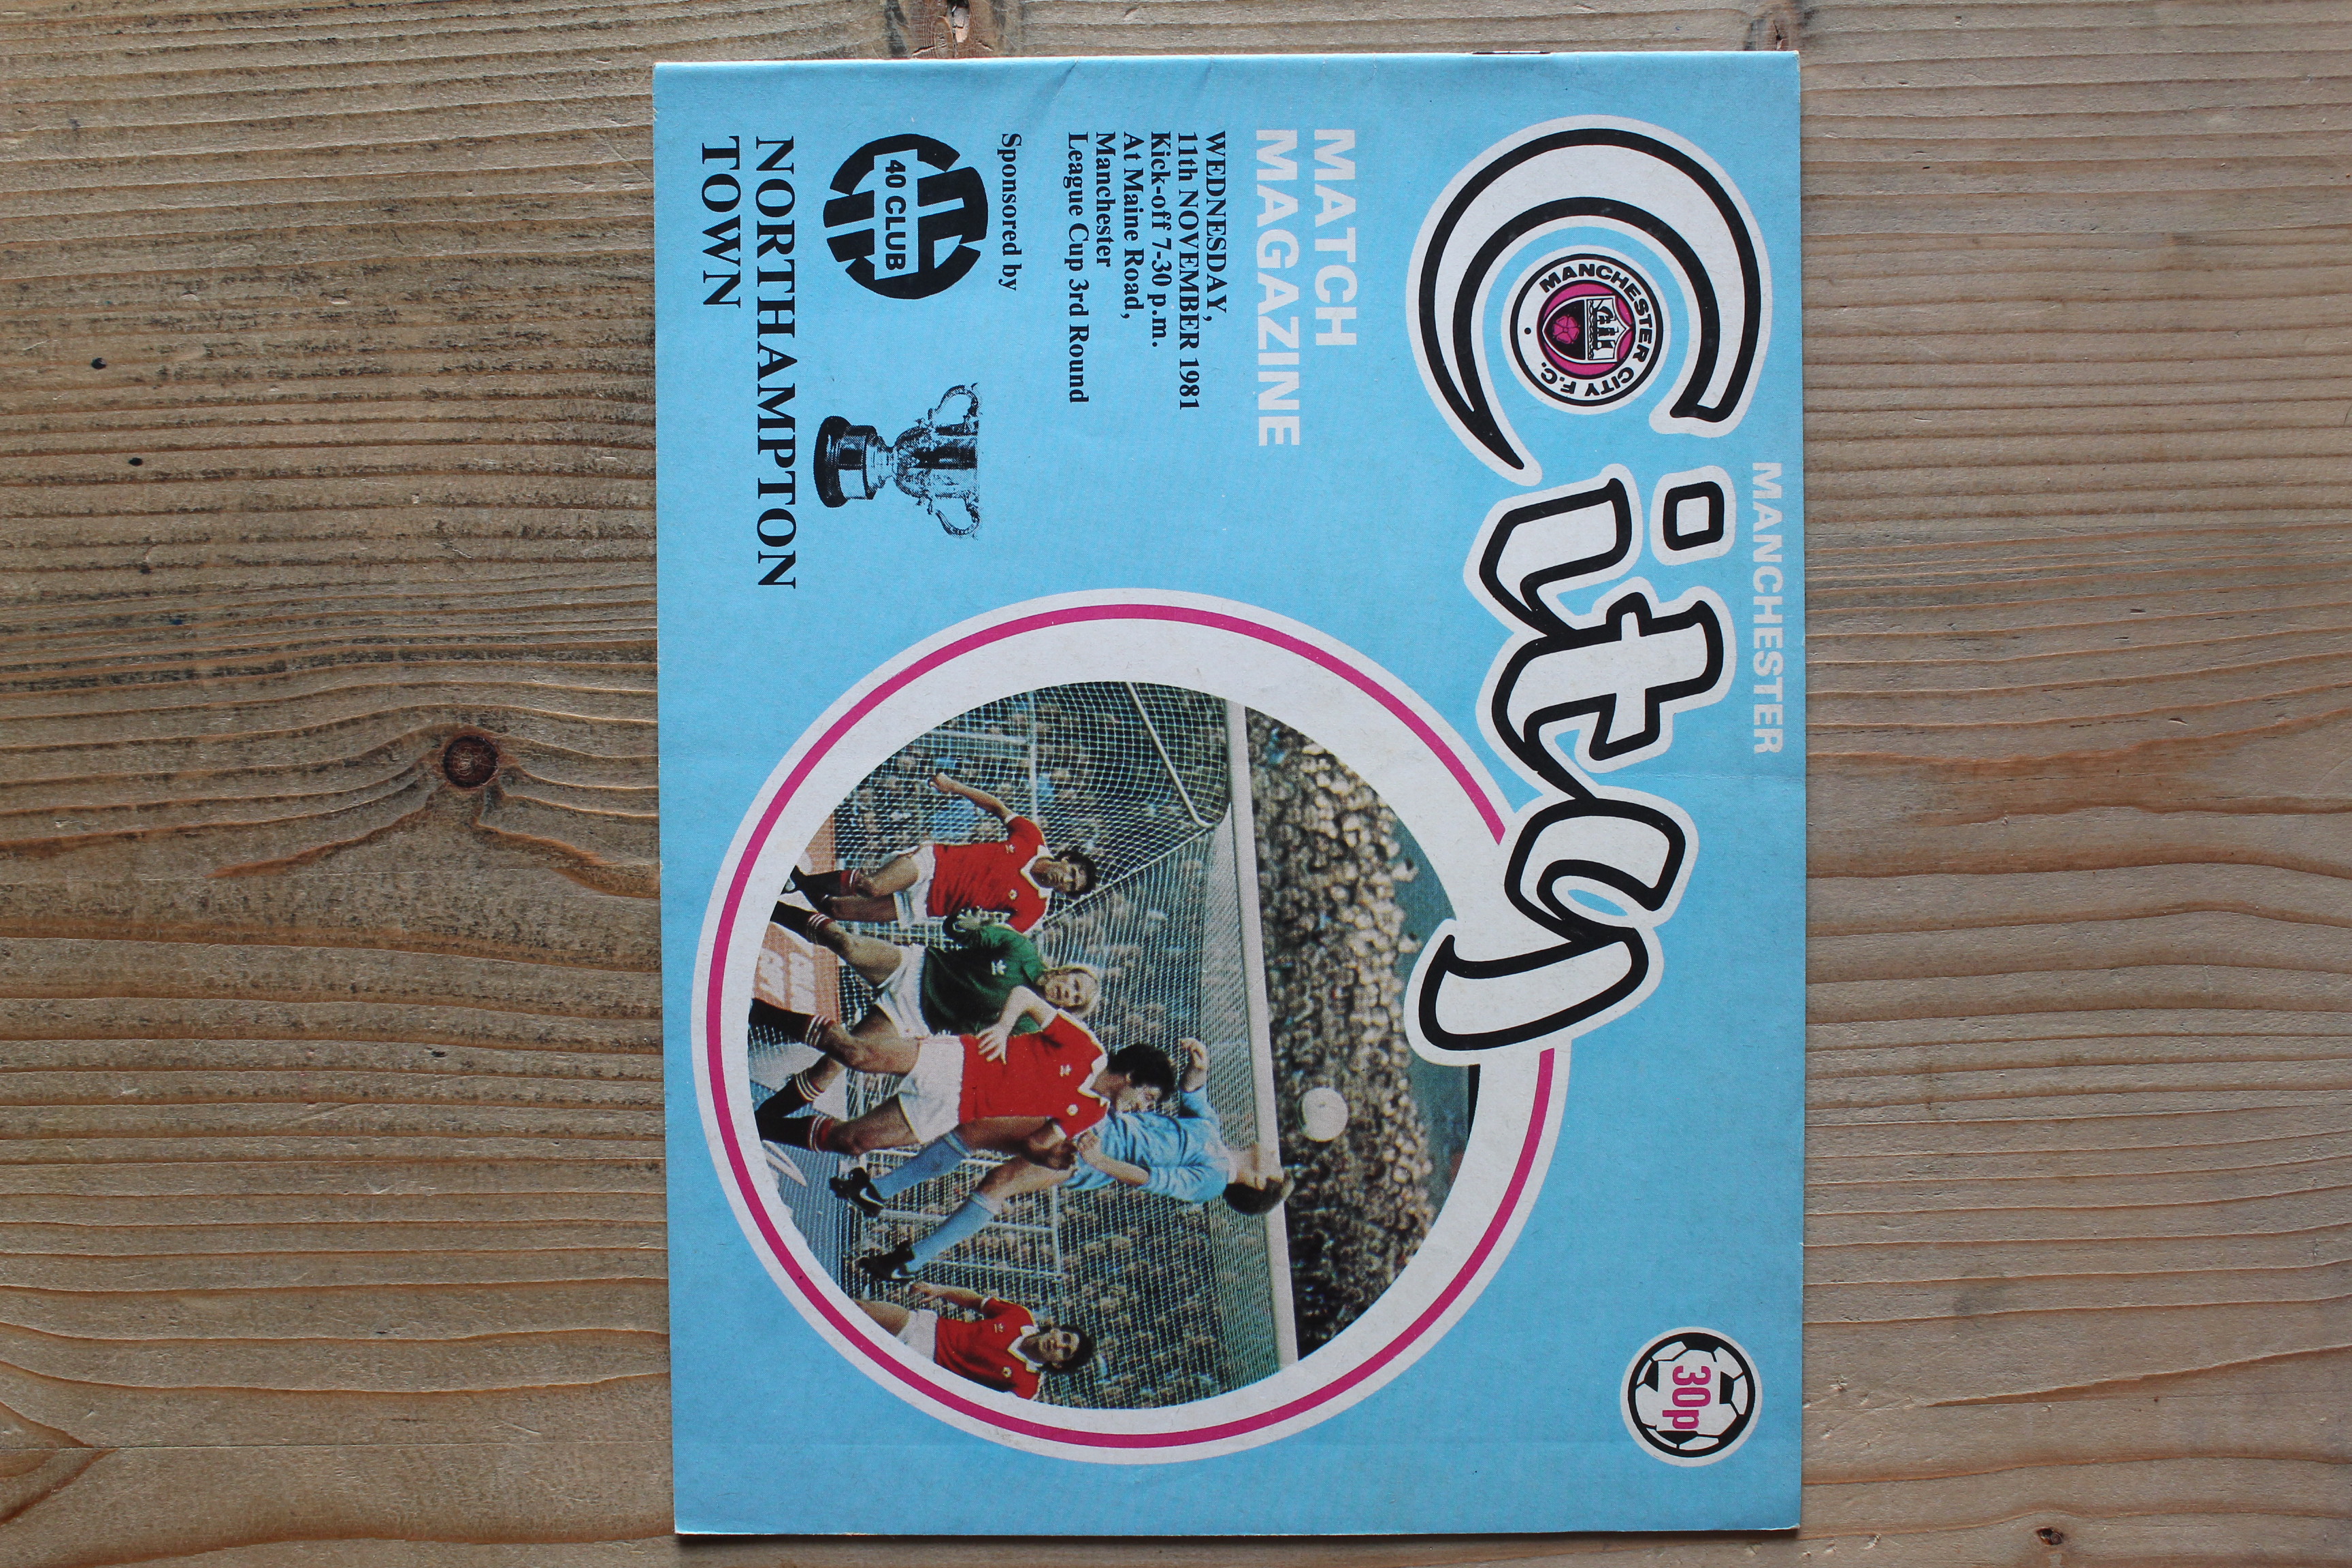 MANCHESTER
City
MANCHESTER CITY F.C.
30p
MATCH
MAGAZINE
WEDNESDAY,
11th NOVEMBER 1981
Kick-off 7-30 p.m.
At Maine Road,
Manchester
League Cup 3rd Round
Sponsored by
40 CLUB
NORTHAMPTON
TOWN